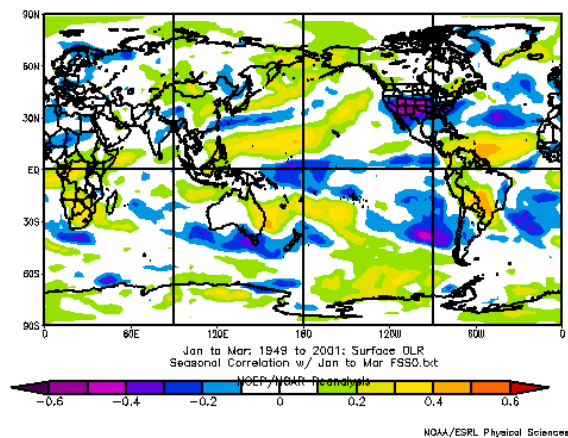 90N
60N
30N
EQ
30S
60S
90S
0 60E 120E 180 120W 60W 0
Jan to Mar: 1949 to 2001: Surface OLR
Seasonal Correlation w/ Jan to Mar FSSO.txt
NCEP/NCAR Reanalysis
-0.6 -0.4 -0.2 0 0.2 0.4 0.6
NOAA/ESRL Physical Sciences